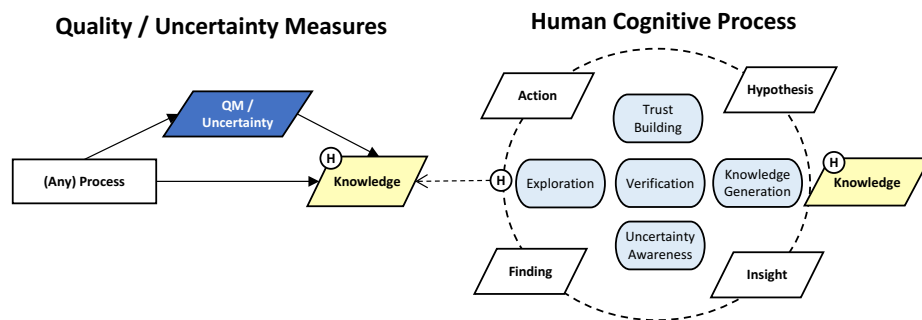 Quality / Uncertainty Measures
QM /
Uncertainty
(Any) Process
H
Knowledge
Human Cognitive Process
Action
Hypothesis
Trust
Building
H
Exploration
Verification
Knowledge
Generation
H
Knowledge
Uncertainty
Awareness
Finding
Insight